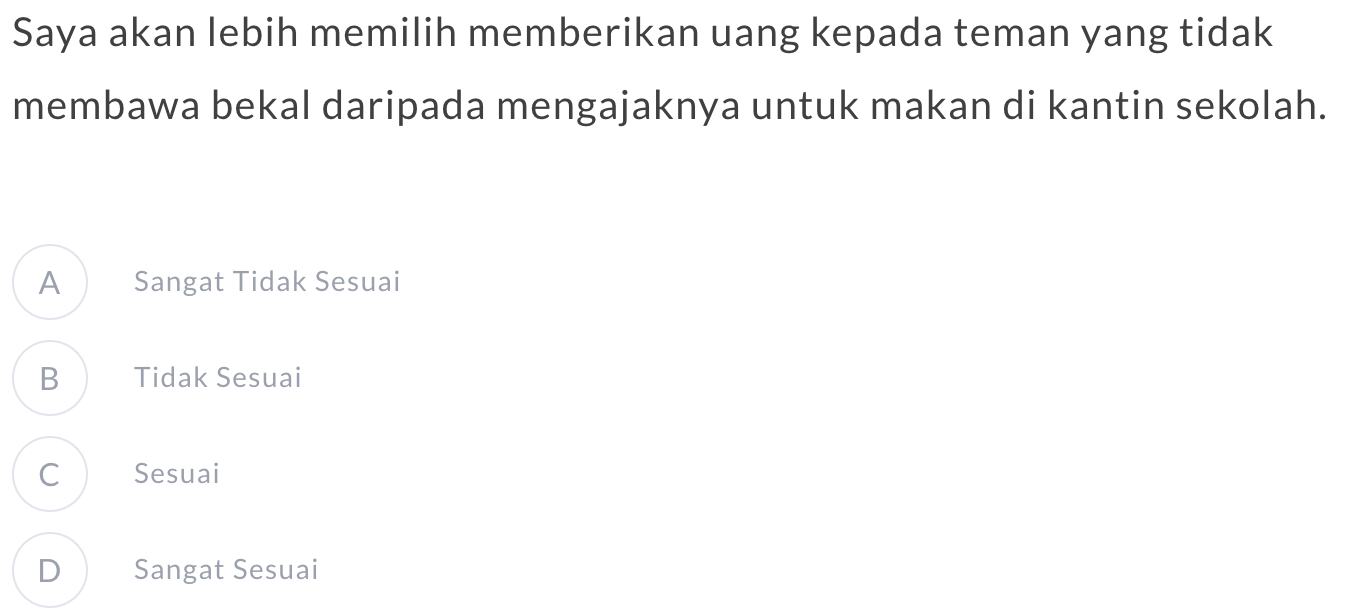 Saya akan lebih memilih memberikan uang kepada teman yang tidak
membawa bekal daripada mengajaknya untuk makan di kantin sekolah.
A Sangat Tidak Sesuai
B Tidak Sesuai
C Sesuai
D Sangat Sesuai